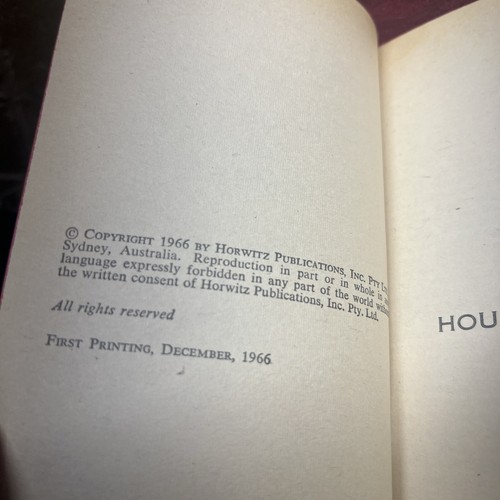 © COPYRIGHT 1966 BY HORWITZ PUBLICATIONS, INC. PTY
Sydney, Australia. Reproduction in part or in whole in
language expressly forbidden in any part of the world
the written consent of Horwitz Publications, Inc. Pty. Ltd.
All rights reserved
FIRST PRINTING, DECEMBER, 1966
HOU